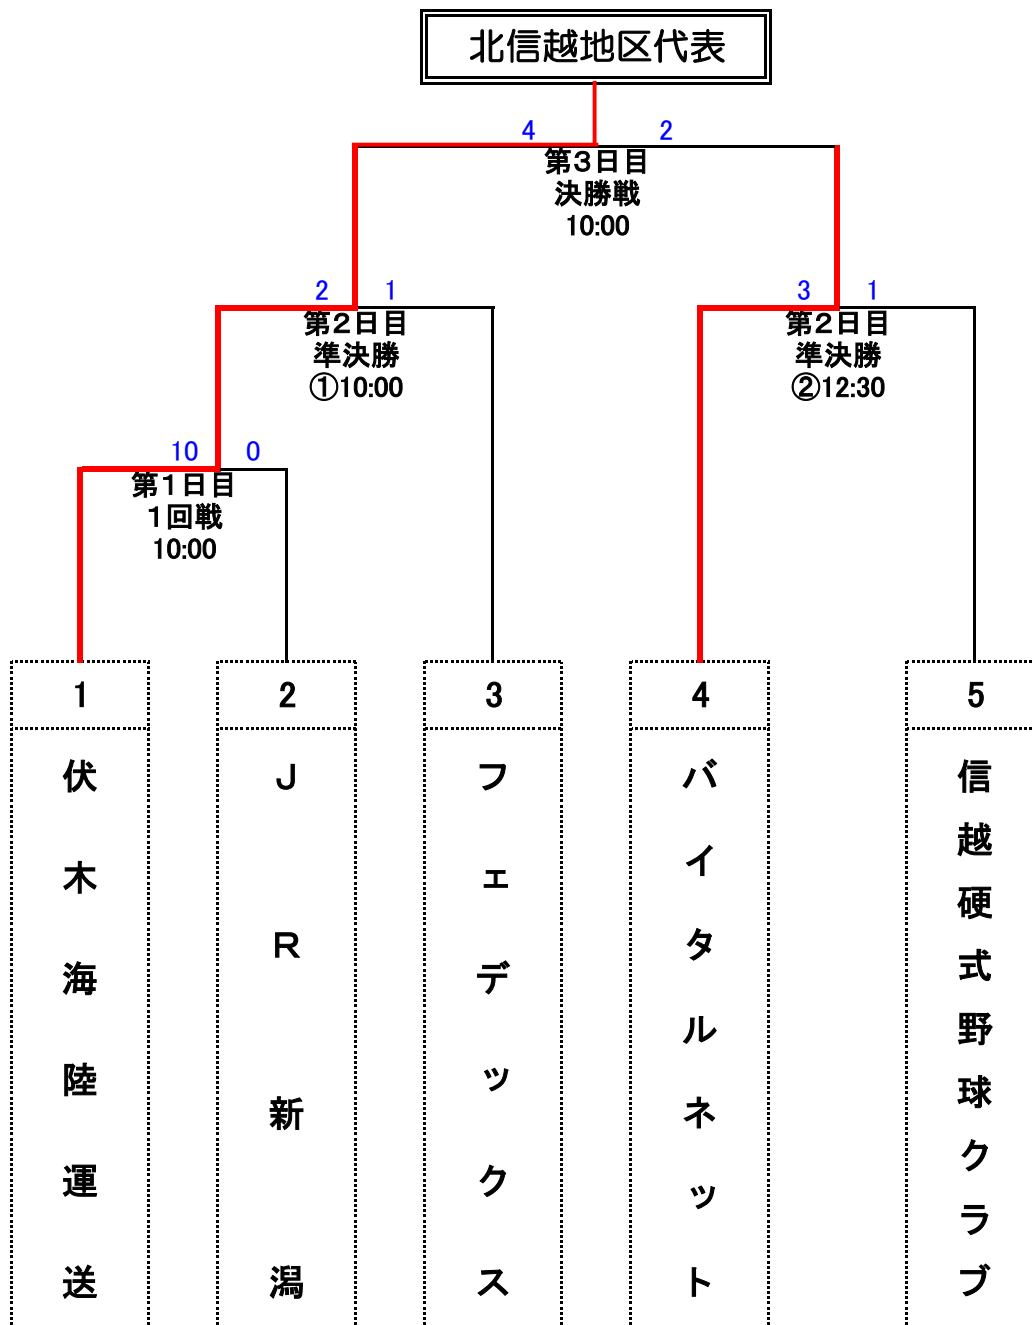 北信越地区代表
4 2
第3日目
決勝戦
10:00
2 1
第2日目
準決勝
①10:00
3 1
第2日目
準決勝
②12:30
10 0
第1日目
1回戦
10:00
1
伏木海陸運送
2
JR新潟
3
フェデックス
4
バイタルネット
5
信越硬式野球クラブ